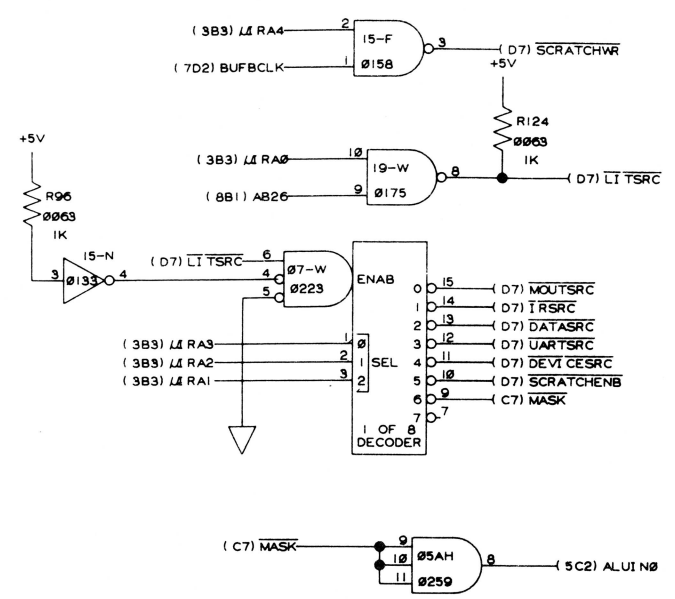 2
(3B3) µI RA4
15-F
3
(D7) SCRATCHWR
(7D2) BUFBCLK
1
Ø158
+5V
R124
ØØ63
1K
+5V
(3B3) µI RAØ
10
19-W
8
(D7) LITSRC
(8B1) AB26
9
Ø175
R96
ØØ63
1K
15-N
3
Ø133
4
(D7) LITSRC
6
4
5
Ø7-W
Ø223
ENAB
0
15
(D7) MOUTSRC
1
14
(D7) IRSRC
2
13
(D7) DATASRC
(3B3) µI RA3
1
Ø
3
12
(D7) UARTSRC
(3B3) µI RA2
2
1
SEL
4
11
(D7) DEVICESRC
(3B3) µI RA1
3
2
5
10
(D7) SCRATCHENB
6
9
(C7) MASK
7
7
1 OF 8
DECODER
(C7) MASK
9
10
11
Ø5AH
Ø259
8
(5C2) ALUINØ